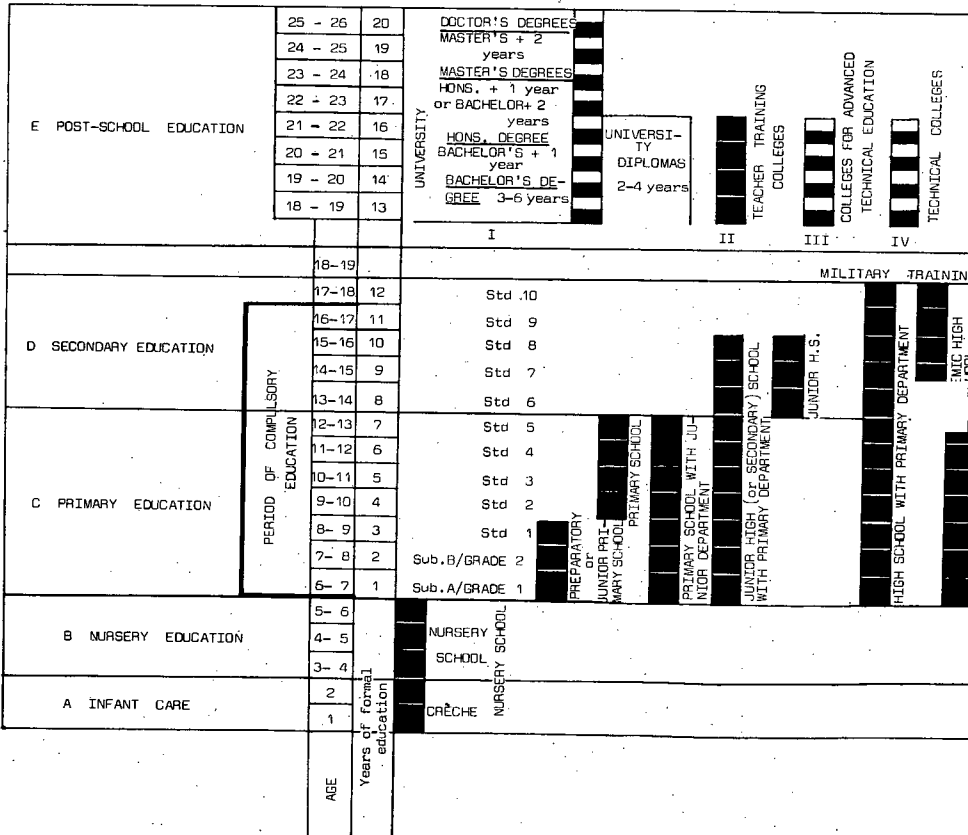 25 - 26 20 DOCTOR'S DEGREES
24 - 25 19 MASTER'S + 2
years
23 - 24 18 MASTER'S DEGREES
22 - 23 17 HONS. + 1 year
or BACHELOR+ 2
years
E POST-SCHOOL EDUCATION
21 - 22 16 HONS. DEGREE
20 - 21 15 BACHELOR'S + 1
year
19 - 20 14 BACHELOR'S DE-
18 - 19 13 GREE 3-6 years
UNIVERSITY
UNIVERSI-
TY
DIPLOMAS
2-4 years
TEACHER TRAINING
COLLEGES
COLLEGES FOR ADVANCED
TECHNICAL EDUCATION
TECHNICAL COLLEGES
I II III IV
18-19 MILITARY TRAININ
17-18 12 Std 10
16-17 11 Std 9
D SECONDARY EDUCATION
15-16 10 Std 8
14-15 9 Std 7
13-14 8 Std 6
12-13 7 Std 5
11-12 6 Std 4
10-11 5 Std 3
C PRIMARY EDUCATION
9-10 4 Std 2
8- 9 3 Std 1
7- 8 2 Sub.B/GRADE 2
6- 7 1 Sub.A/GRADE 1
PERIOD OF COMPULSORY
EDUCATION
PREPARATORY
or
JUNIOR PRI-
MARY SCHOOL
PRIMARY SCHOOL
PRIMARY SCHOOL WITH JU-
NIOR DEPARTMENT
JUNIOR HIGH (or SECONDARY) SCHOOL
WITH PRIMARY DEPARTMENT
JUNIOR H.S.
HIGH SCHOOL WITH PRIMARY DEPARTMENT
EMIC HIGH
5- 6
B NURSERY EDUCATION
4- 5
3- 4
NURSERY
SCHOOL
NURSERY SCHOOL
2
A INFANT CARE
1
CRÈCHE
AGE
Years of formal
education